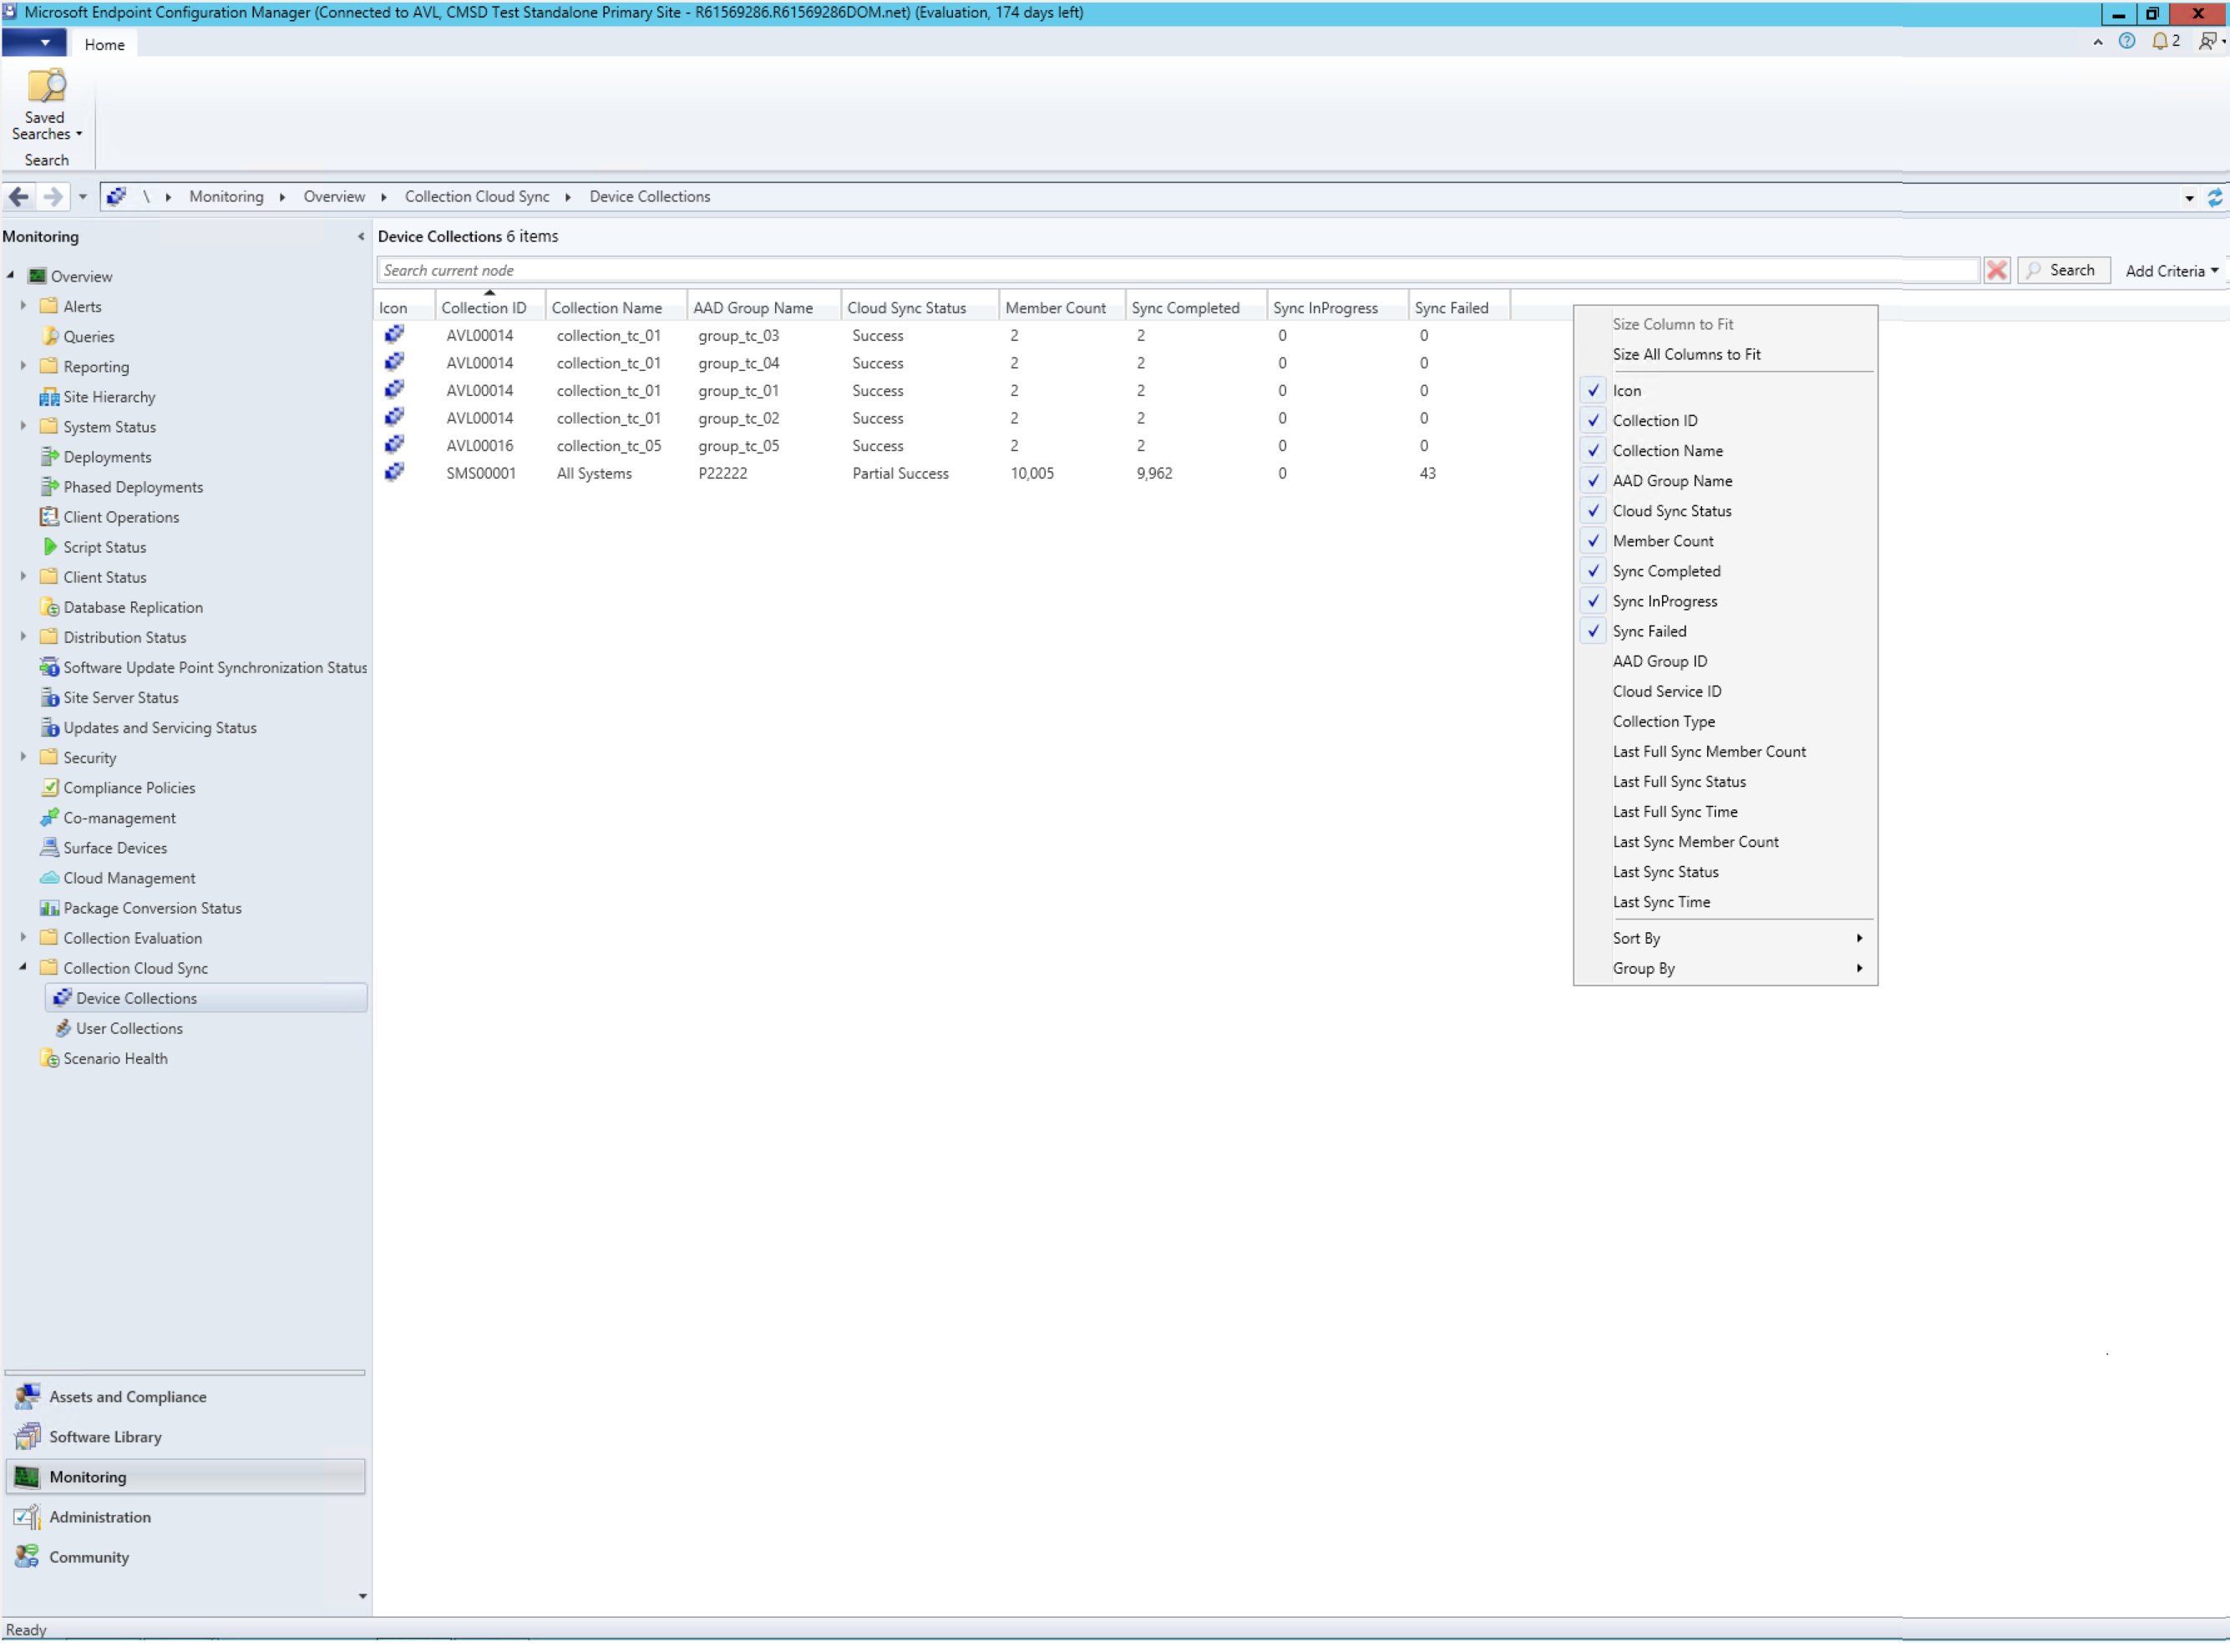 Microsoft Endpoint Configuration Manager (Connected to AVL, CMSD Test Standalone Primary Site - R61569286.R61569286DOM.net) (Evaluation, 174 days left)
Home
2
Saved
Searches
Search
\ Monitoring Overview Collection Cloud Sync Device Collections
Monitoring
Overview
Alerts
Queries
Reporting
Site Hierarchy
System Status
Deployments
Phased Deployments
Client Operations
Script Status
Client Status
Database Replication
Distribution Status
Software Update Point Synchronization Status
Site Server Status
Updates and Servicing Status
Security
Compliance Policies
Co-management
Surface Devices
Cloud Management
Package Conversion Status
Collection Evaluation
Collection Cloud Sync
Device Collections
User Collections
Scenario Health
Assets and Compliance
Software Library
Monitoring
Administration
Community
Device Collections 6 items
Search current node
Search
Add Criteria
Icon Collection ID Collection Name AAD Group Name Cloud Sync Status Member Count Sync Completed Sync InProgress Sync Failed
AVL00014 collection_tc_01 group_tc_03 Success 2 2 0 0
AVL00014 collection_tc_01 group_tc_04 Success 2 2 0 0
AVL00014 collection_tc_01 group_tc_01 Success 2 2 0 0
AVL00014 collection_tc_01 group_tc_02 Success 2 2 0 0
AVL00016 collection_tc_05 group_tc_05 Success 2 2 0 0
SMS00001 All Systems P22222 Partial Success 10,005 9,962 0 43
Size Column to Fit
Size All Columns to Fit
Icon
Collection ID
Collection Name
AAD Group Name
Cloud Sync Status
Member Count
Sync Completed
Sync InProgress
Sync Failed
AAD Group ID
Cloud Service ID
Collection Type
Last Full Sync Member Count
Last Full Sync Status
Last Full Sync Time
Last Sync Member Count
Last Sync Status
Last Sync Time
Sort By
Group By
Ready